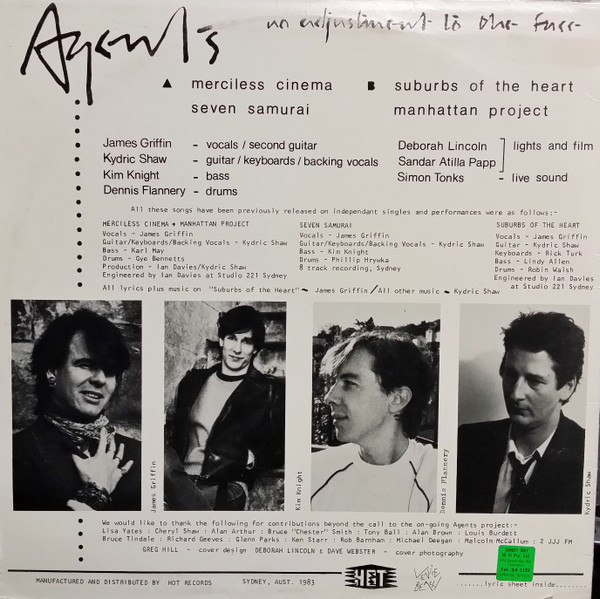 Agents
no adjustment to the face
A merciless cinema
seven samurai
B suburbs of the heart
manhattan project
James Griffin - vocals / second guitar
Kydric Shaw - guitar / keyboards / backing vocals
Kim Knight - bass
Dennis Flannery - drums
Deborah Lincoln
Sandar Atilla Papp ] lights and film
Simon Tonks - live sound
All these songs have been previously released on independant singles and performances were as follows:-
MERCILESS CINEMA + MANHATTAN PROJECT
Vocals - James Griffin
Guitar/Keyboards/Backing Vocals - Kydric Shaw
Bass - Karl May
Drums - Gye Bennetts
Production - Ian Davies/Kydric Shaw
Engineered by Ian Davies at Studio 221 Sydney
SEVEN SAMURAI
Vocals - James Griffin
Guitar/Keyboards/Backing Vocals - Kydric Shaw
Bass - Kim Knight
Drums - Phillip Hrywka
8 track recording, Sydney
SUBURBS OF THE HEART
Vocals - James Griffin
Guitar - Kydric Shaw
Keyboards - Rick Turk
Bass - Lindy Allen
Drums - Robin Walsh
Engineered by Ian Davies
at Studio 221 Sydney
All lyrics plus music on "Suburbs of the Heart" - James Griffin / All other music - Kydric Shaw
James Griffin
Kim Knight
Dennis Flannery
Kydric Shaw
We would like to thank the following for contributions beyond the call to the on-going Agents project:-
Lisa Yates : Cheryl Shaw : Alan Arthur : Bruce "Chester" Smith : Tony Ball : Alan Brown : Louis Burdett
Bruce Tindale : Richard Geeves : Glenn Parks : Ken Starr : Rob Barnham : Michael Deegan : Malcolm McCallum : 2 JJJ FM
GREG HILL - cover design DEBORAH LINCOLN & DAVE WEBSTER - cover photography
MANUFACTURED AND DISTRIBUTED BY HOT RECORDS SYDNEY, AUST. 1983
HOT
.......lyric sheet inside.......